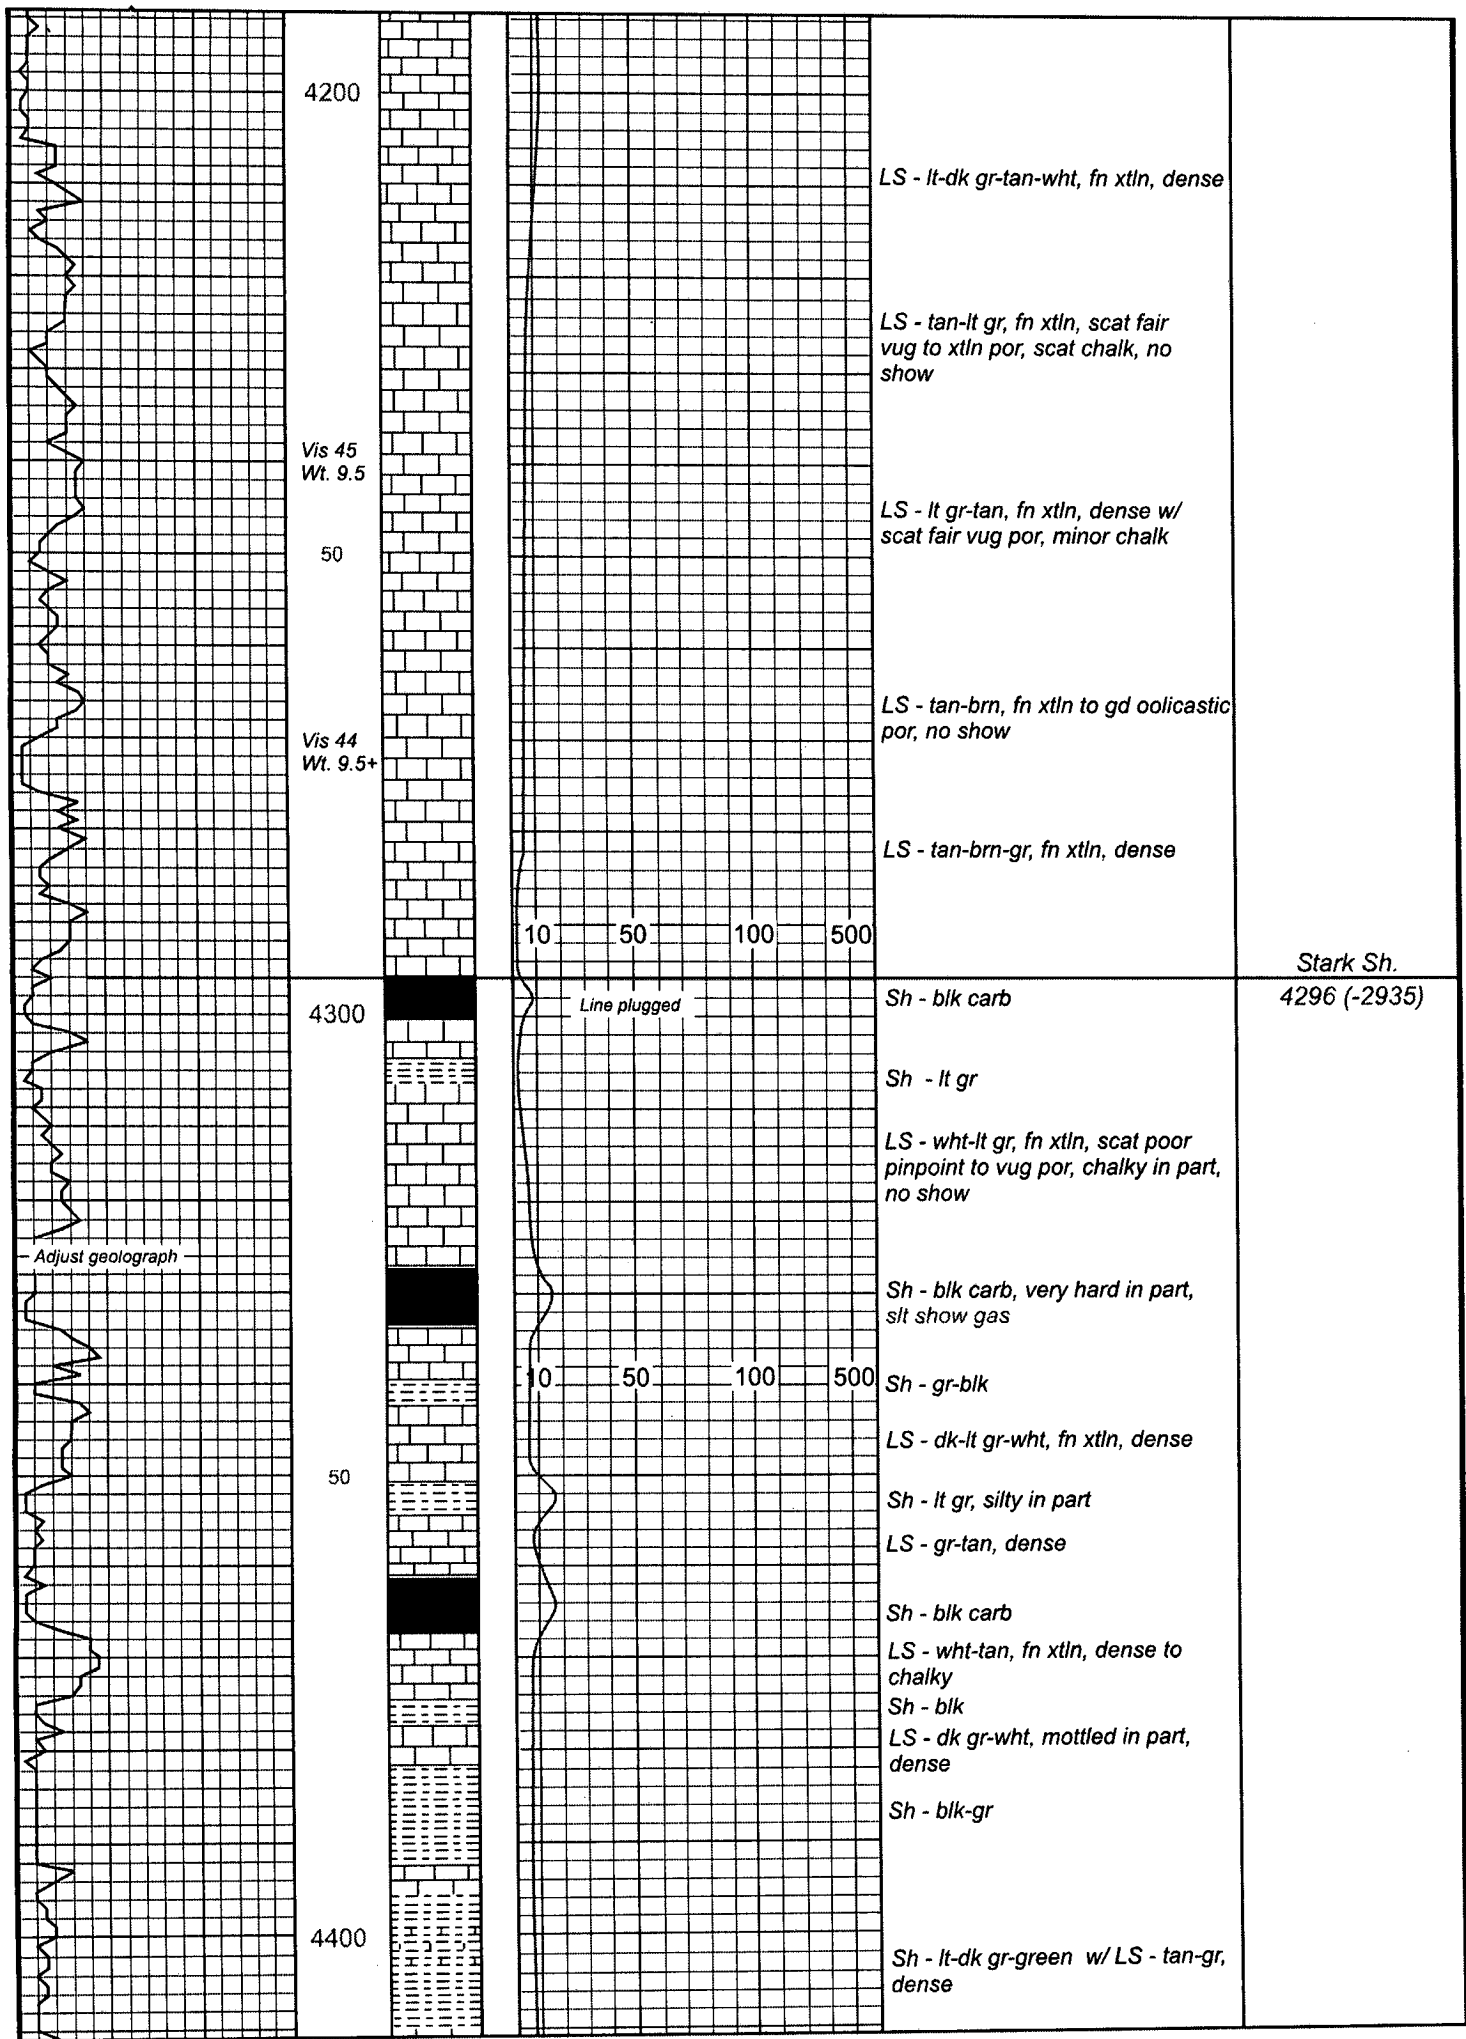 4200
LS - lt-dk gr-tan-wht, fn xtln, dense
LS - tan-lt gr, fn xtln, scat fair
vug to xtln por, scat chalk, no
show
Vis 45
Wt. 9.5
LS - lt gr-tan, fn xtln, dense w/
scat fair vug por, minor chalk
50
LS - tan-brn, fn xtln to gd oolicastic
por, no show
Vis 44
Wt. 9.5+
LS - tan-brn-gr, fn xtln, dense
10 50 100 500
Stark Sh.
4296 (-2935)
Sh - blk carb
Line plugged
4300
Sh - lt gr
LS - wht-lt gr, fn xtln, scat poor
pinpoint to vug por, chalky in part,
no show
Adjust geolograph
Sh - blk carb, very hard in part,
slt show gas
10 50 100 500
Sh - gr-blk
LS - dk-lt gr-wht, fn xtln, dense
50
Sh - lt gr, silty in part
LS - gr-tan, dense
Sh - blk carb
LS - wht-tan, fn xtln, dense to
chalky
Sh - blk
LS - dk gr-wht, mottled in part,
dense
Sh - blk-gr
4400
Sh - lt-dk gr-green w/ LS - tan-gr,
dense